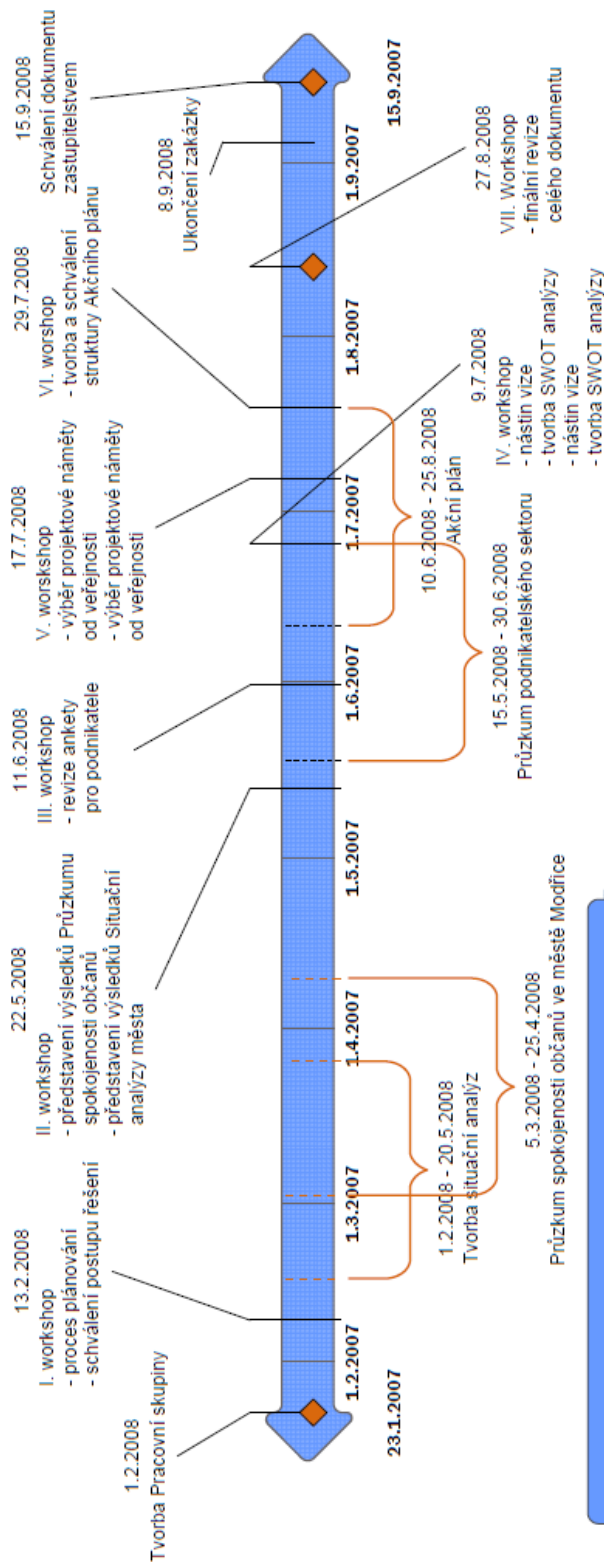 1.2.2008
Tvorba Pracovní skupiny
13.2.2008
I. workshop
- proces plánování
- schválení postupu řešení
22.5.2008
II. workshop
- představení výsledků Průzkumu
spokojenosti občanů
- představení výsledků Situační
analýzy města
11.6.2008
III. workshop
- revize ankety
pro podnikatele
17.7.2008
V. worskshop
- výběr projektové náměty
od veřejnosti
- výběr projektové náměty
od veřejnosti
29.7.2008
VI. worshop
- tvorba a schválení
struktury Akčního plánu
8.9.2008
Ukončení zakázky
15.9.2008
Schválení dokumentu
zastupitelstvem
23.1.2007
1.2.2007
1.3.2007
1.4.2007
1.5.2007
1.6.2007
1.7.2007
1.8.2007
1.9.2007
15.9.2007
1.2.2008 - 20.5.2008
Tvorba situační analýz
5.3.2008 - 25.4.2008
Průzkum spokojenosti občanů ve městě Modřice
10.6.2008 - 25.8.2008
Akční plán
15.5.2008 - 30.6.2008
Průzkum podnikatelského sektoru
9.7.2008
IV. workshop
- nástin vize
- tvorba SWOT analýzy
- nástin vize
- tvorba SWOT analýzy
27.8.2008
VII. Workshop
- finální revize
celého dokumentu